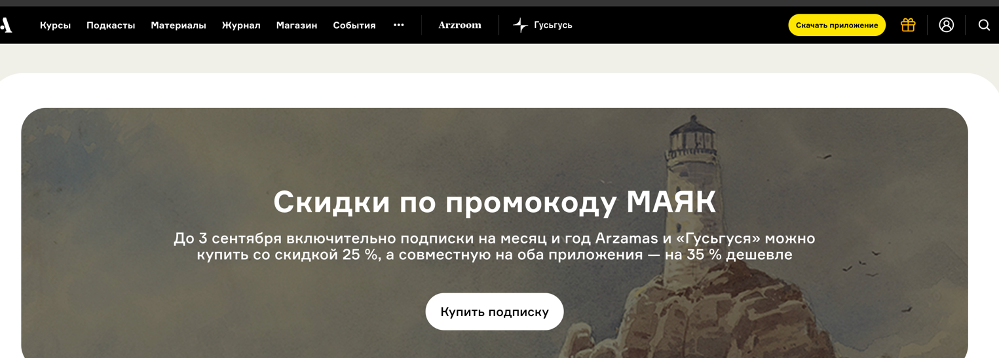 Курсы Подкасты Материалы Журнал Магазин События ••• Arzroom Гусьгусь Скачать приложение
Скидки по промокоду МАЯК
До 3 сентября включительно подписки на месяц и год Arzamas и «Гусьгуся» можно
купить со скидкой 25 %, а совместную на оба приложения — на 35 % дешевле
Купить подписку